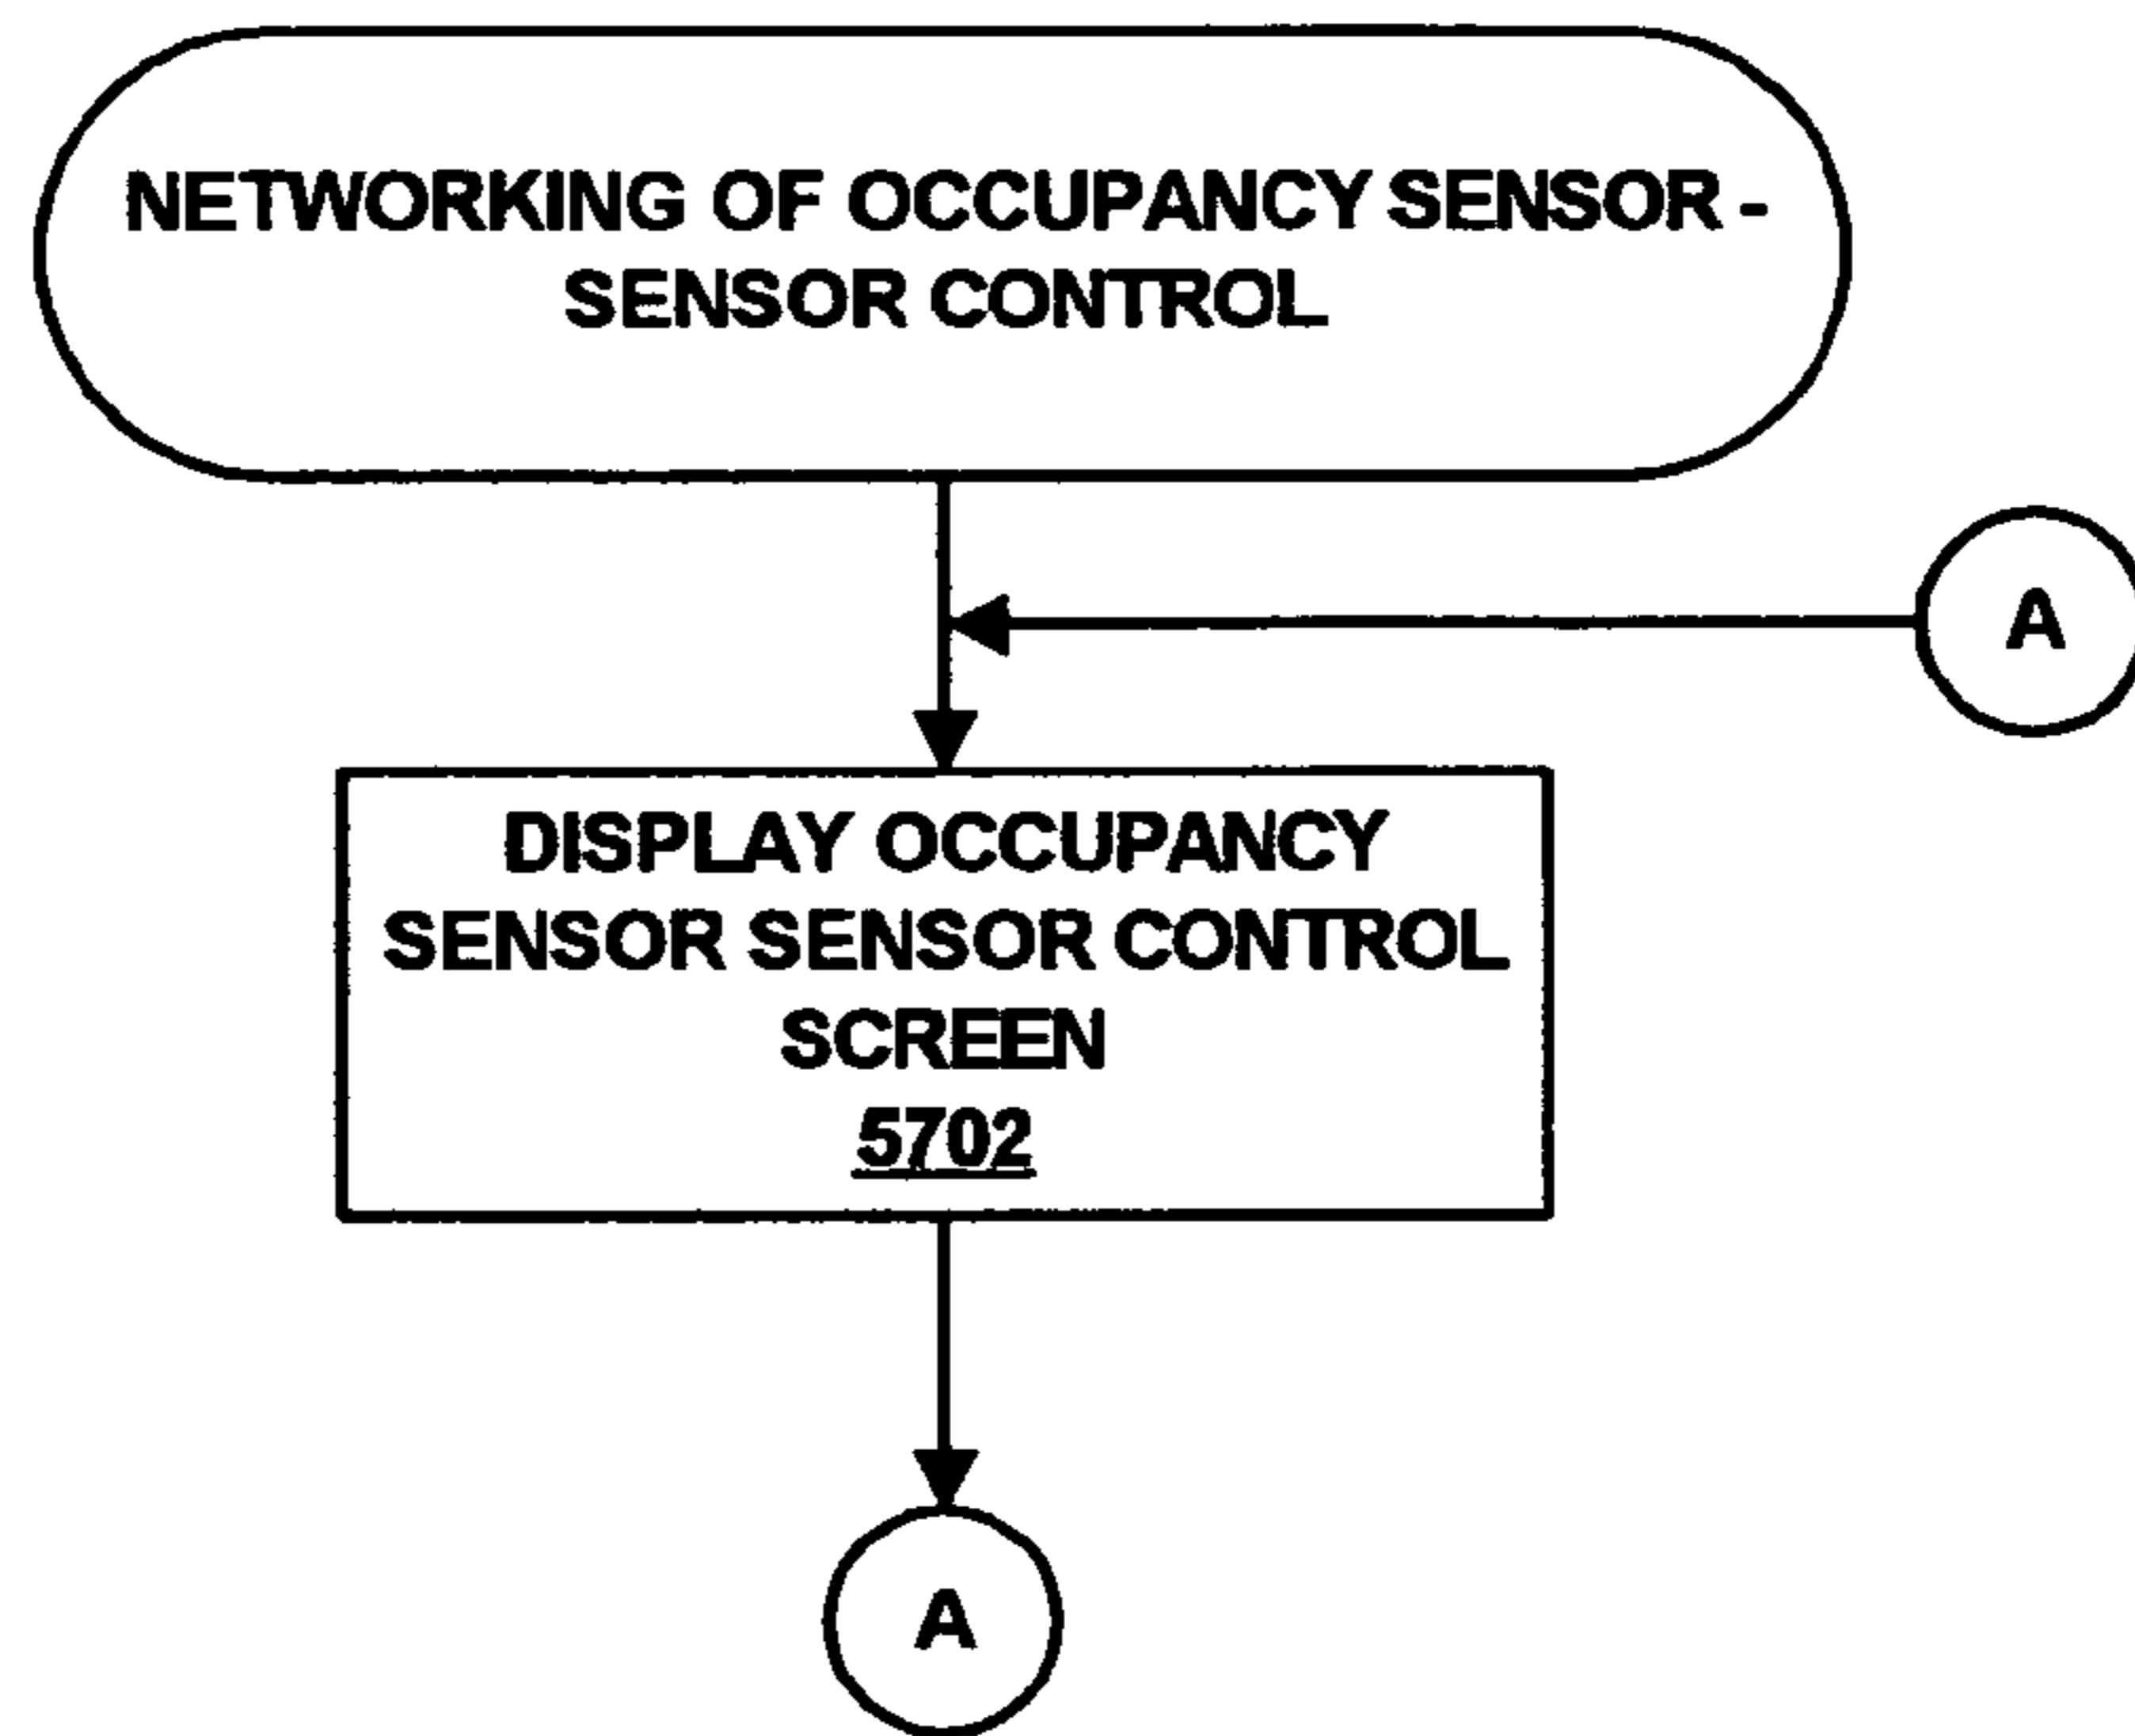 NETWORKING OF OCCUPANCY SENSOR -
SENSOR CONTROL
A
DISPLAY OCCUPANCY
SENSOR SENSOR CONTROL
SCREEN
5702
A